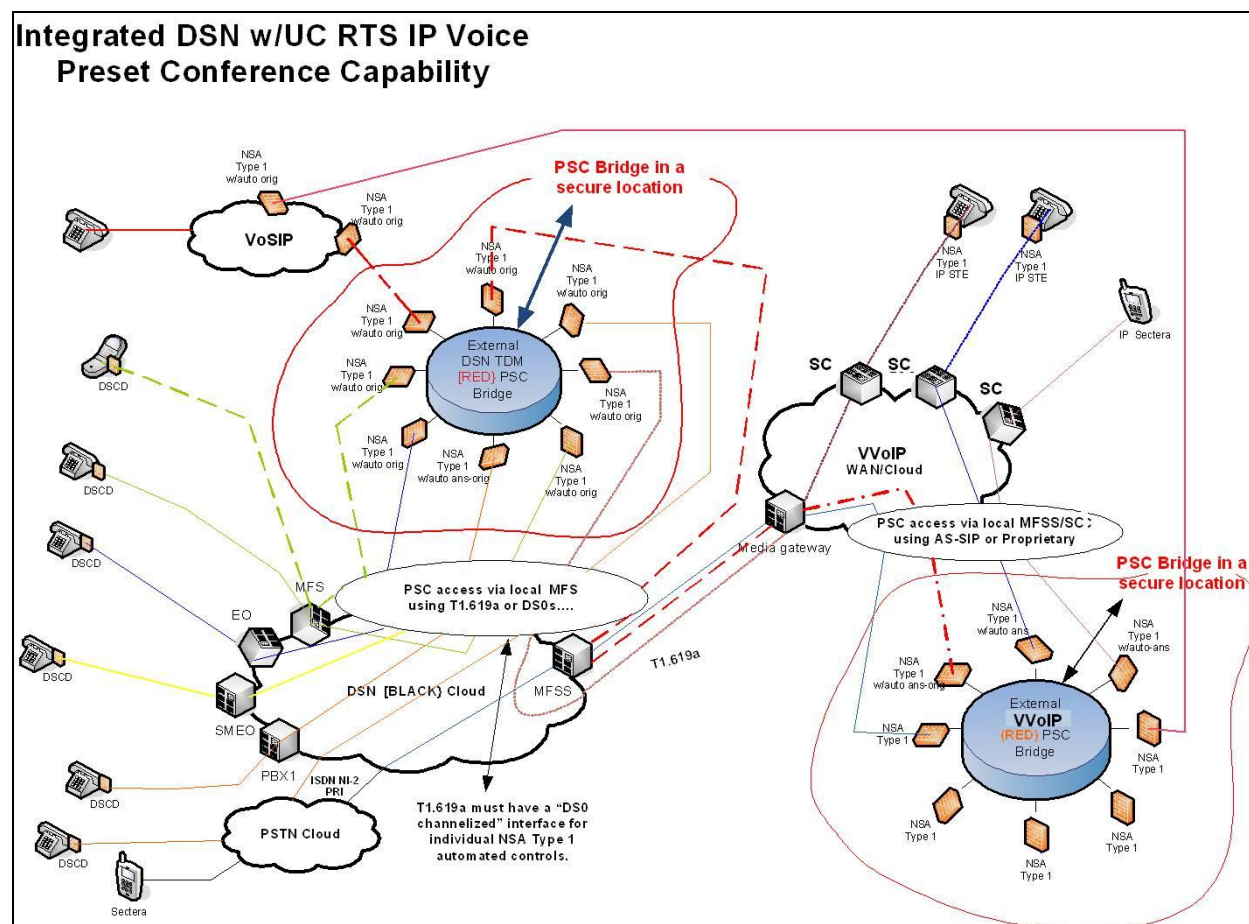 Integrated DSN w/UC RTS IP Voice
Preset Conference Capability
NSA
Type 1
w/auto orig
NSA
Type 1
w/auto orig
VoSIP
PSC Bridge in a
secure location
NSA
Type 1
w/auto orig
NSA
Type 1
w/auto orig
NSA
Type 1
w/auto orig
NSA
Type 1
w/auto orig
NSA
Type 1
w/auto orig
NSA
Type 1
w/auto orig
NSA
Type 1
w/auto ans-orig
NSA
Type 1
w/auto orig
External
DSN TDM
[RED} PSC
Bridge
NSA
Type 1
IP STE
NSA
Type 1
IP STE
IP Sectera
SC
SC
SC
VVoIP
WAN/Cloud
Media gateway
PSC access via local MFSS/SC
using AS-SIP or Proprietary
PSC Bridge in a
secure location
DSCD
DSCD
DSCD
DSCD
DSCD
DSCD
Sectera
MFS
EO
SMEO
PBX1
PSC access via local MFS
using T1.619a or DS0s....
DSN [BLACK} Cloud
MFSS
T1.619a
ISDN NI-2
PRI
PSTN Cloud
T1.619a must have a “DS0
channelized” interface for
individual NSA Type 1
automated controls.
NSA
Type 1
w/auto ans
NSA
Type 1
w/auto-ans
NSA
Type 1
w/auto ans-orig
NSA
Type 1
NSA
Type 1
NSA
Type 1
NSA
Type 1
NSA
Type 1
External
VVoIP
(RED) PSC
Bridge